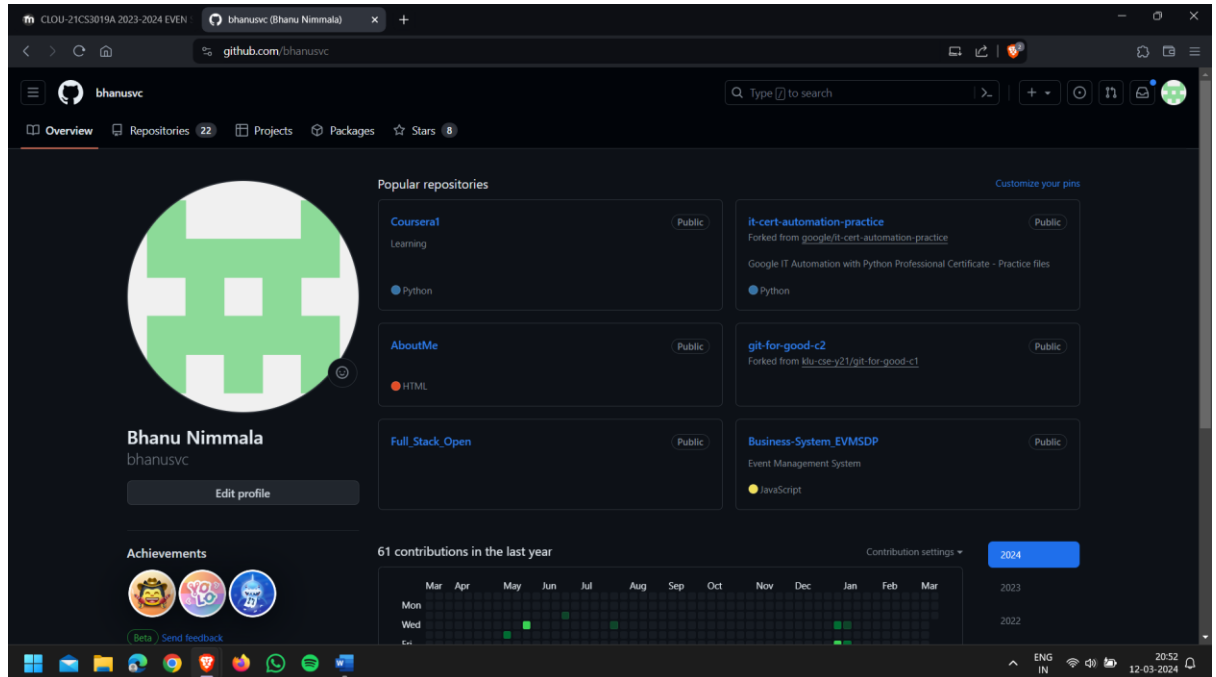 CLOU-21CS3019A 2023-2024 EVEN
bhanusvc (Bhanu Nimmala)
github.com/bhanusvc
bhanusvc
Type / to search
Overview
Repositories 22
Projects
Packages
Stars 8
Popular repositories
Customize your pins
Coursera1 Public
Learning
Python
it-cert-automation-practice Public
Forked from google/it-cert-automation-practice
Google IT Automation with Python Professional Certificate - Practice files
Python
AboutMe Public
HTML
git-for-good-c2 Public
Forked from klu-cse-y21/git-for-good-c1
Full_Stack_Open Public
Business-System_EVMSDP Public
Event Management System
JavaScript
Bhanu Nimmala
bhanusvc
Edit profile
Achievements
YOLO
Beta Send feedback
61 contributions in the last year
Contribution settings
2024
2023
2022
Mar Apr May Jun Jul Aug Sep Oct Nov Dec Jan Feb Mar
Mon
Wed
Fri
ENG
IN
20:52
12-03-2024